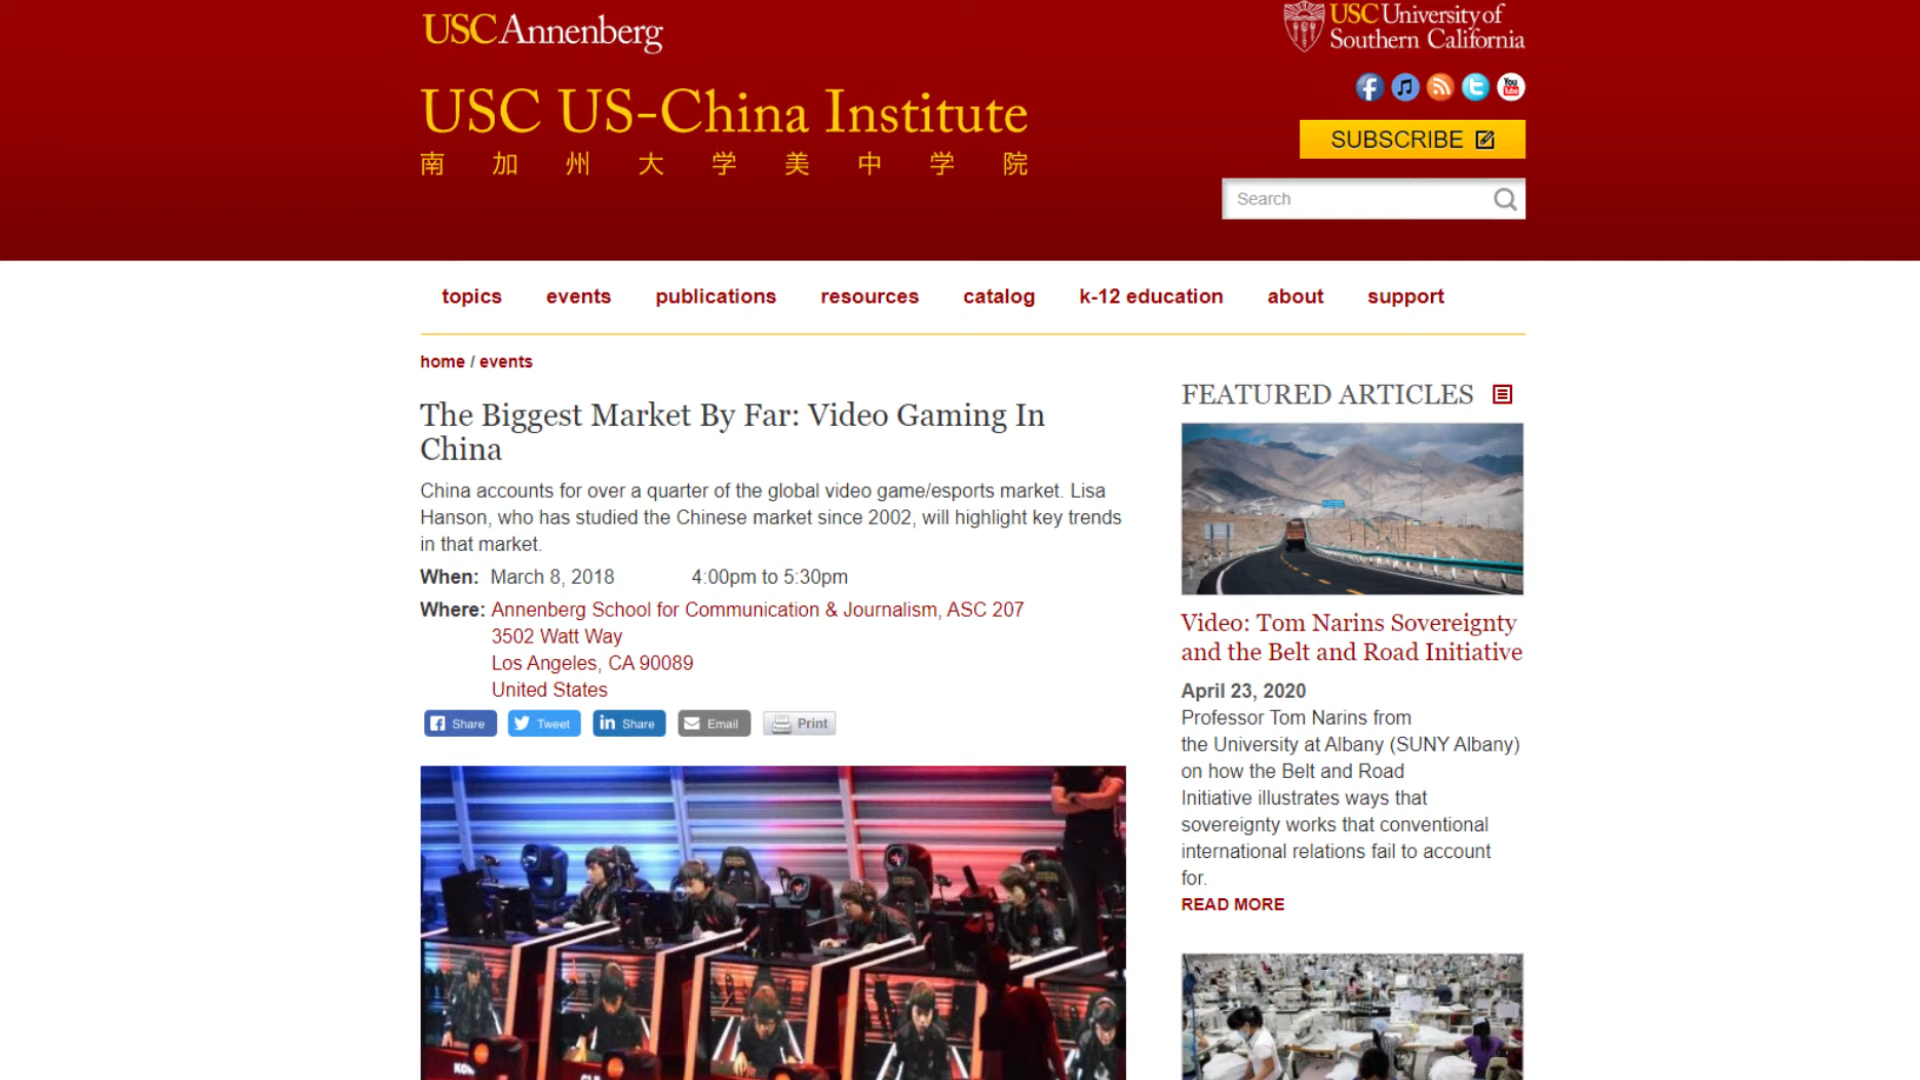 USC Annenberg
USC University of
Southern California
USC US-China Institute
南加州大学美中学院
You
Tube
SUBSCRIBE
Search
topics events publications resources catalog k-12 education about support
home / events
The Biggest Market By Far: Video Gaming In
China
China accounts for over a quarter of the global video game/esports market. Lisa
Hanson, who has studied the Chinese market since 2002, will highlight key trends
in that market.
When: March 8, 2018 4:00pm to 5:30pm
Where: Annenberg School for Communication & Journalism, ASC 207
3502 Watt Way
Los Angeles, CA 90089
United States
Share Tweet Share Email Print
FEATURED ARTICLES
Video: Tom Narins Sovereignty
and the Belt and Road Initiative
April 23, 2020
Professor Tom Narins from
the University at Albany (SUNY Albany)
on how the Belt and Road
Initiative illustrates ways that
sovereignty works that conventional
international relations fail to account
for.
READ MORE